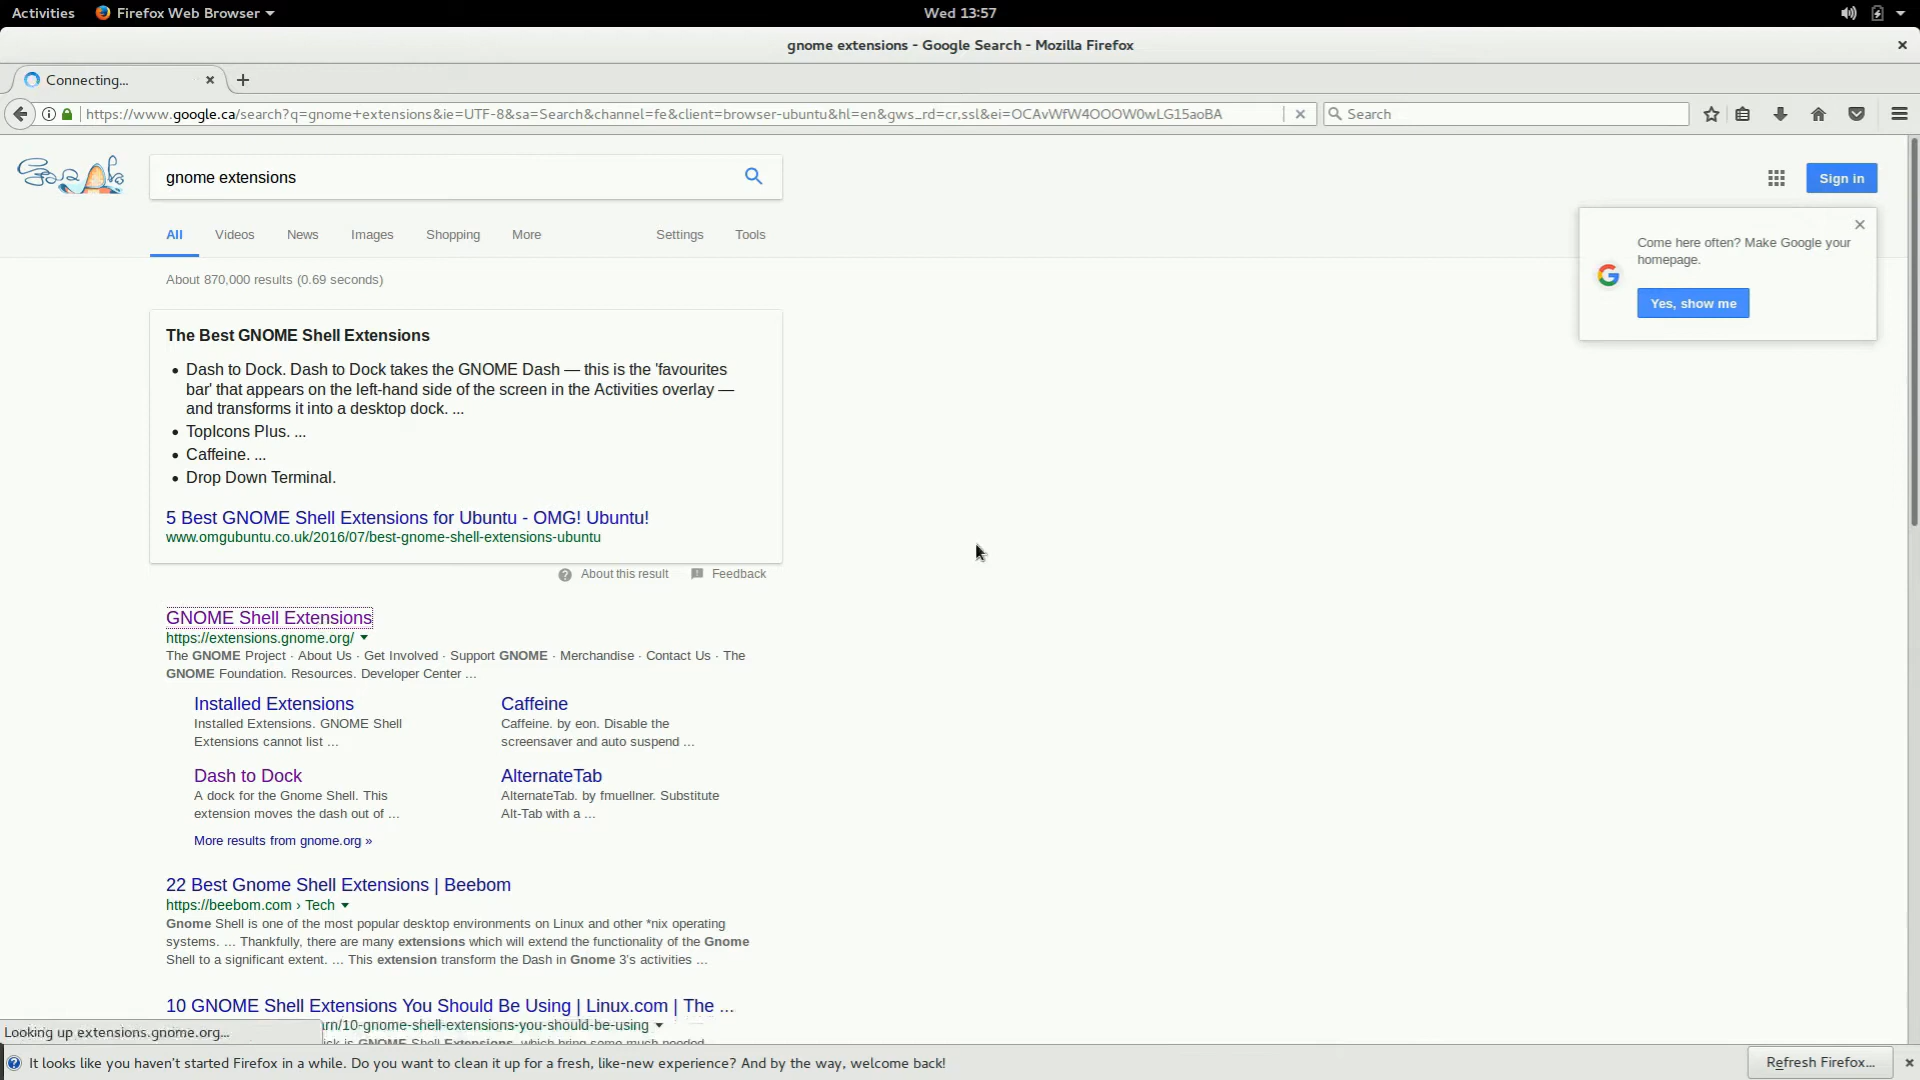 Activities Firefox Web Browser Wed 13:57
gnome extensions - Google Search - Mozilla Firefox
Connecting...
https://www.google.ca/search?q=gnome+extensions&ie=UTF-8&sa=Search&channel=fe&client=browser-ubuntu&hl=en&gws_rd=cr,ssl&ei=OCAvWfW4OOOW0wLG15aoBA Search
gnome extensions
Sign in
All Videos News Images Shopping More Settings Tools
Come here often? Make Google your
homepage.
Yes, show me
About 870,000 results (0.69 seconds)
The Best GNOME Shell Extensions
• Dash to Dock. Dash to Dock takes the GNOME Dash — this is the 'favourites
bar' that appears on the left-hand side of the screen in the Activities overlay —
and transforms it into a desktop dock. ...
• TopIcons Plus. ...
• Caffeine. ...
• Drop Down Terminal.
5 Best GNOME Shell Extensions for Ubuntu - OMG! Ubuntu!
www.omgubuntu.co.uk/2016/07/best-gnome-shell-extensions-ubuntu
About this result Feedback
GNOME Shell Extensions
https://extensions.gnome.org/
The GNOME Project · About Us · Get Involved · Support GNOME · Merchandise · Contact Us · The
GNOME Foundation. Resources. Developer Center ...
Installed Extensions
Installed Extensions. GNOME Shell
Extensions cannot list ...
Caffeine
Caffeine. by eon. Disable the
screensaver and auto suspend ...
Dash to Dock
A dock for the Gnome Shell. This
extension moves the dash out of ...
AlternateTab
AlternateTab. by fmuellner. Substitute
Alt-Tab with a ...
More results from gnome.org »
22 Best Gnome Shell Extensions | Beebom
https://beebom.com › Tech
Gnome Shell is one of the most popular desktop environments on Linux and other *nix operating
systems. ... Thankfully, there are many extensions which will extend the functionality of the Gnome
Shell to a significant extent. ... This extension transform the Dash in Gnome 3's activities ...
10 GNOME Shell Extensions You Should Be Using | Linux.com | The ...
/10-gnome-shell-extensions-you-should-be-using
is GNOME Shell Extensions, which bring some much needed
Looking up extensions.gnome.org...
It looks like you haven't started Firefox in a while. Do you want to clean it up for a fresh, like-new experience? And by the way, welcome back! Refresh Firefox...